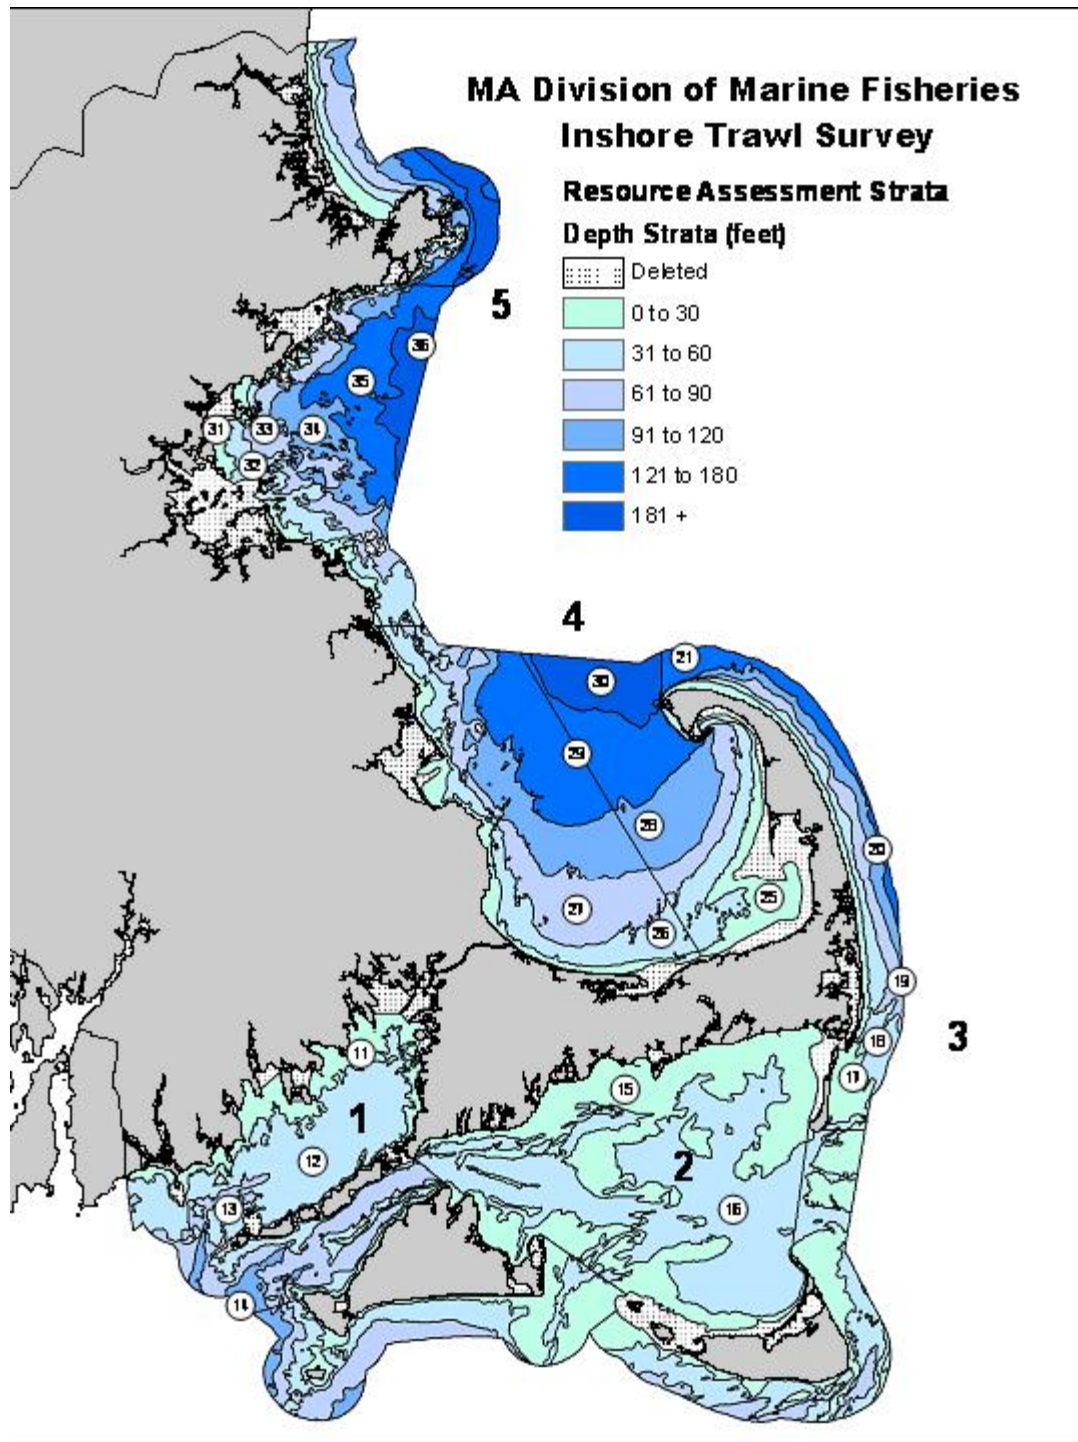 MA Division of Marine Fisheries
Inshore Trawl Survey
Resource Assessment Strata
Depth Strata (feet)
Deleted
0 to 30
31 to 60
61 to 90
91 to 120
121 to 180
181 +
5
36
35
31
33
34
32
4
21
30
29
28
20
25
27
26
19
3
18
11
17
15
1
2
12
13
16
14